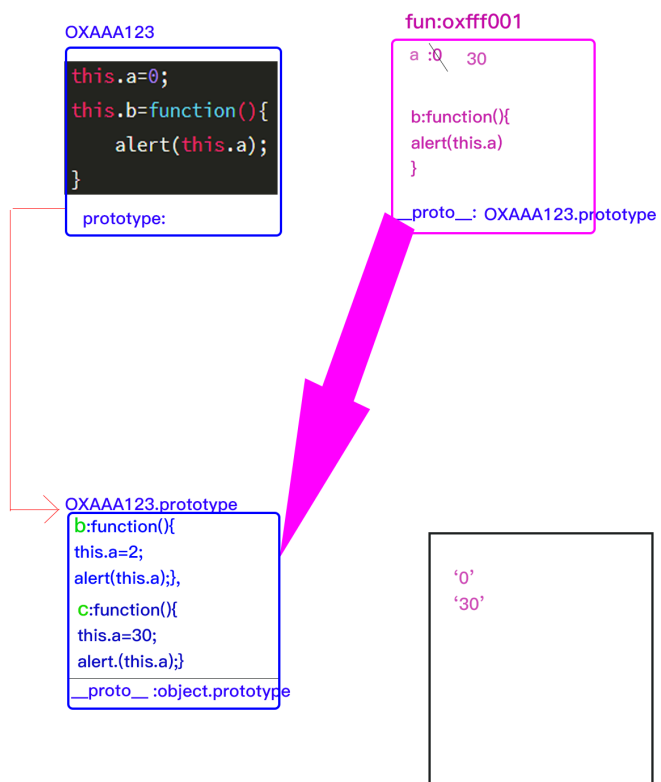 OXAAA123
this.a=0;
this.b=function(){
alert(this.a);
}
prototype:
fun:oxfff001
a :0 30
b:function(){
alert(this.a)
}
__proto__: OXAAA123.prototype
OXAAA123.prototype
b:function(){
this.a=2;
alert(this.a);},
c:function(){
this.a=30;
alert.(this.a);}
__proto__ :object.prototype
‘0’
‘30’